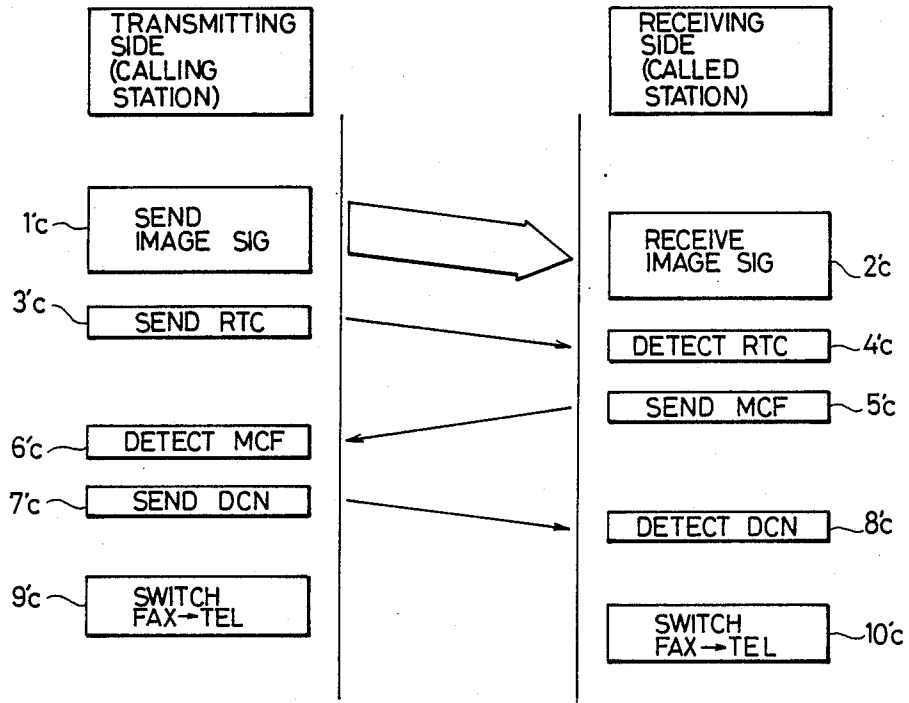 TRANSMITTING
SIDE
(CALLING
STATION)
RECEIVING
SIDE
(CALLED
STATION)
1'c
SEND
IMAGE SIG
RECEIVE
IMAGE SIG
2'c
3'c
SEND RTC
DETECT RTC
4'c
SEND MCF
5'c
6'c
DETECT MCF
7'c
SEND DCN
DETECT DCN
8'c
9'c
SWITCH
FAX→TEL
SWITCH
FAX→TEL
10'c